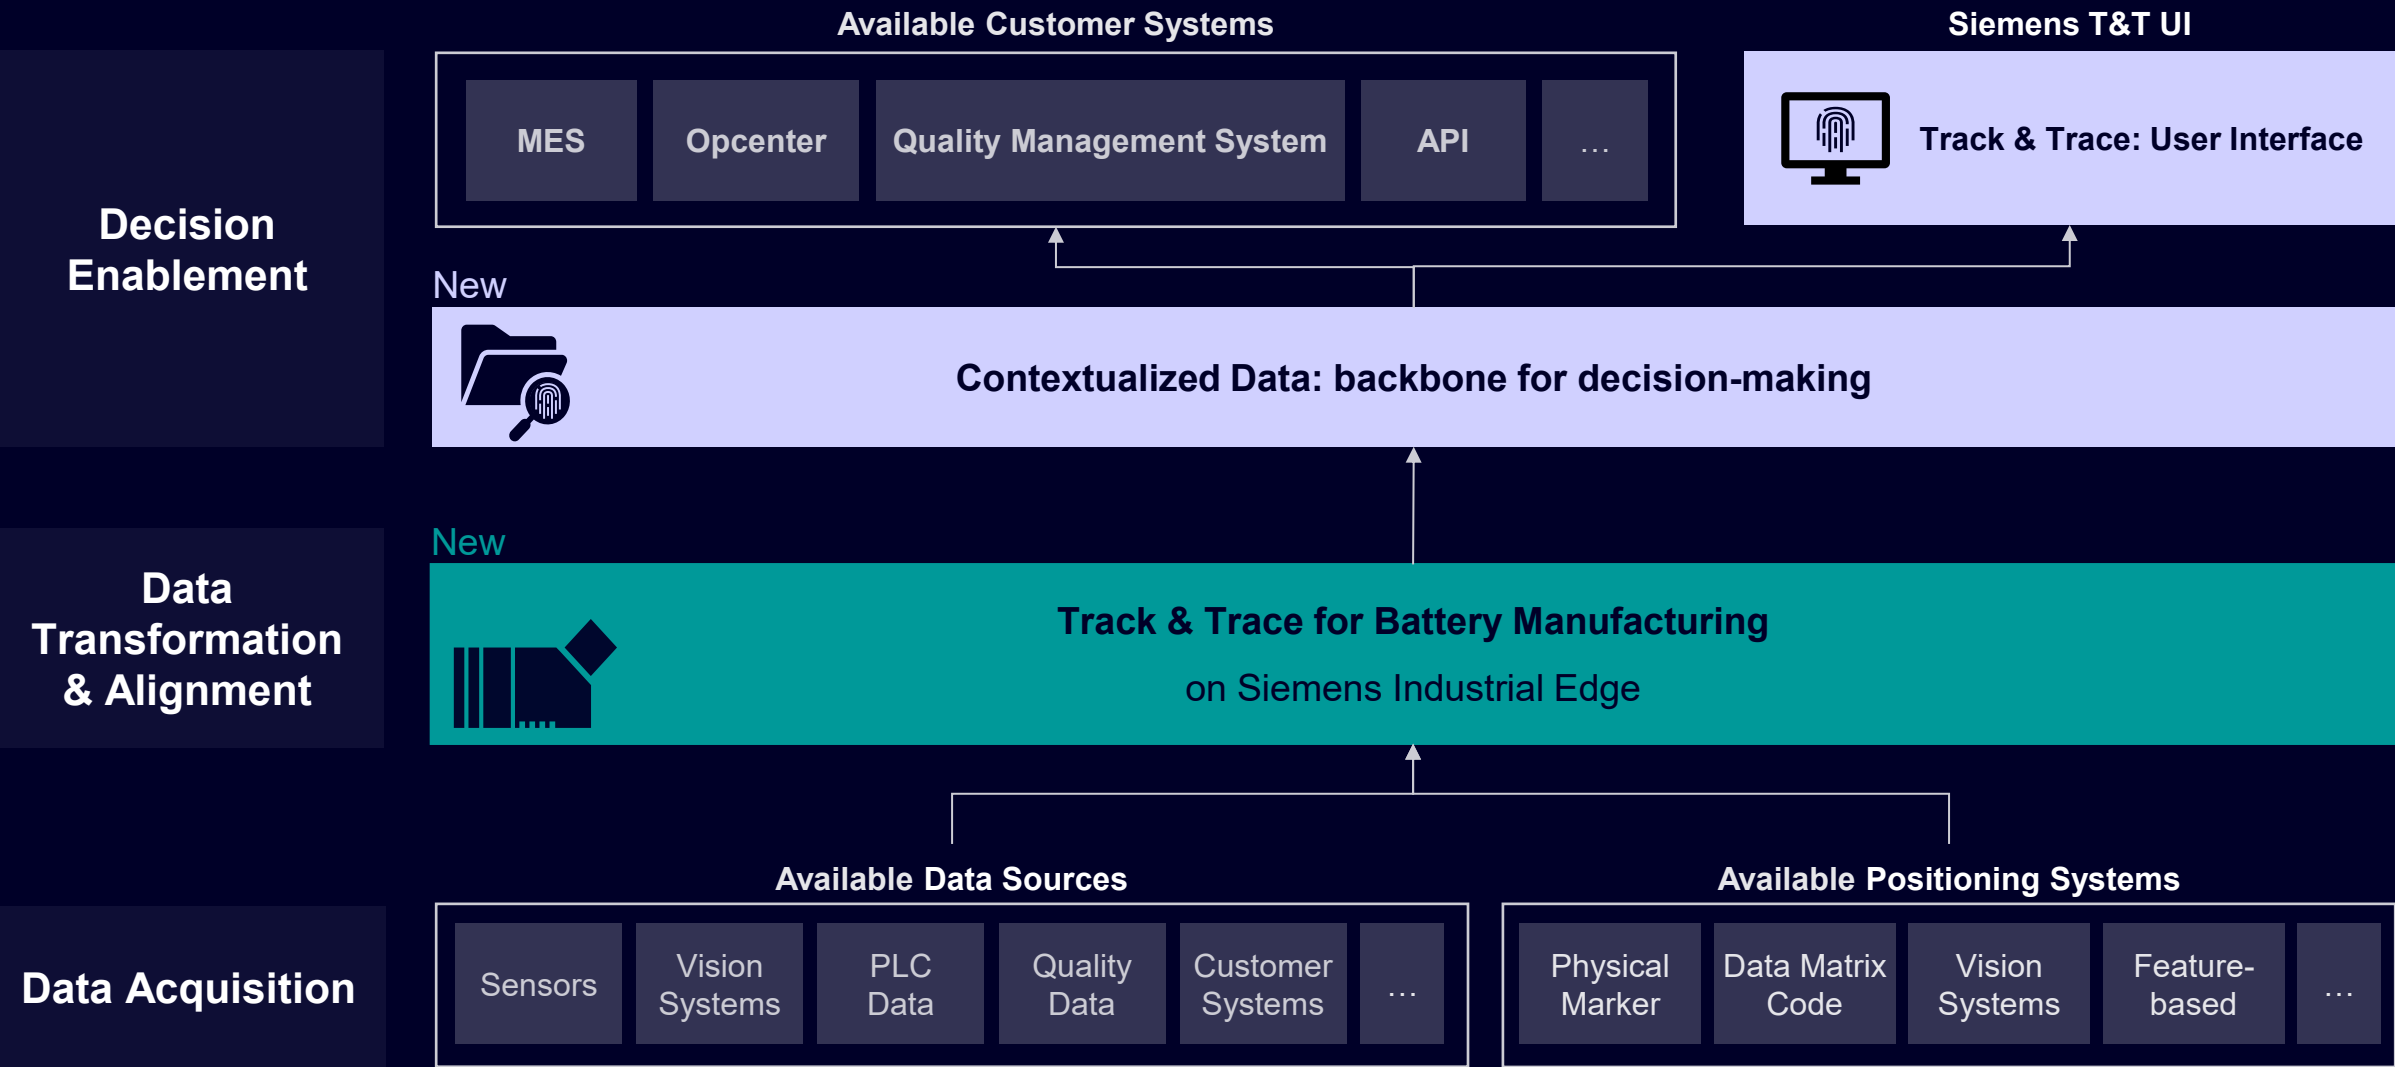 Available Customer Systems
Siemens T&T UI
MES
Opcenter
Quality Management System
API
...
Track & Trace: User Interface
Decision
Enablement
New
Contextualized Data: backbone for decision-making
New
Data
Transformation
& Alignment
Track & Trace for Battery Manufacturing
on Siemens Industrial Edge
Available Data Sources
Available Positioning Systems
Data Acquisition
Sensors
Vision
Systems
PLC
Data
Quality
Data
Customer
Systems
...
Physical
Marker
Data Matrix
Code
Vision
Systems
Feature-
based
...